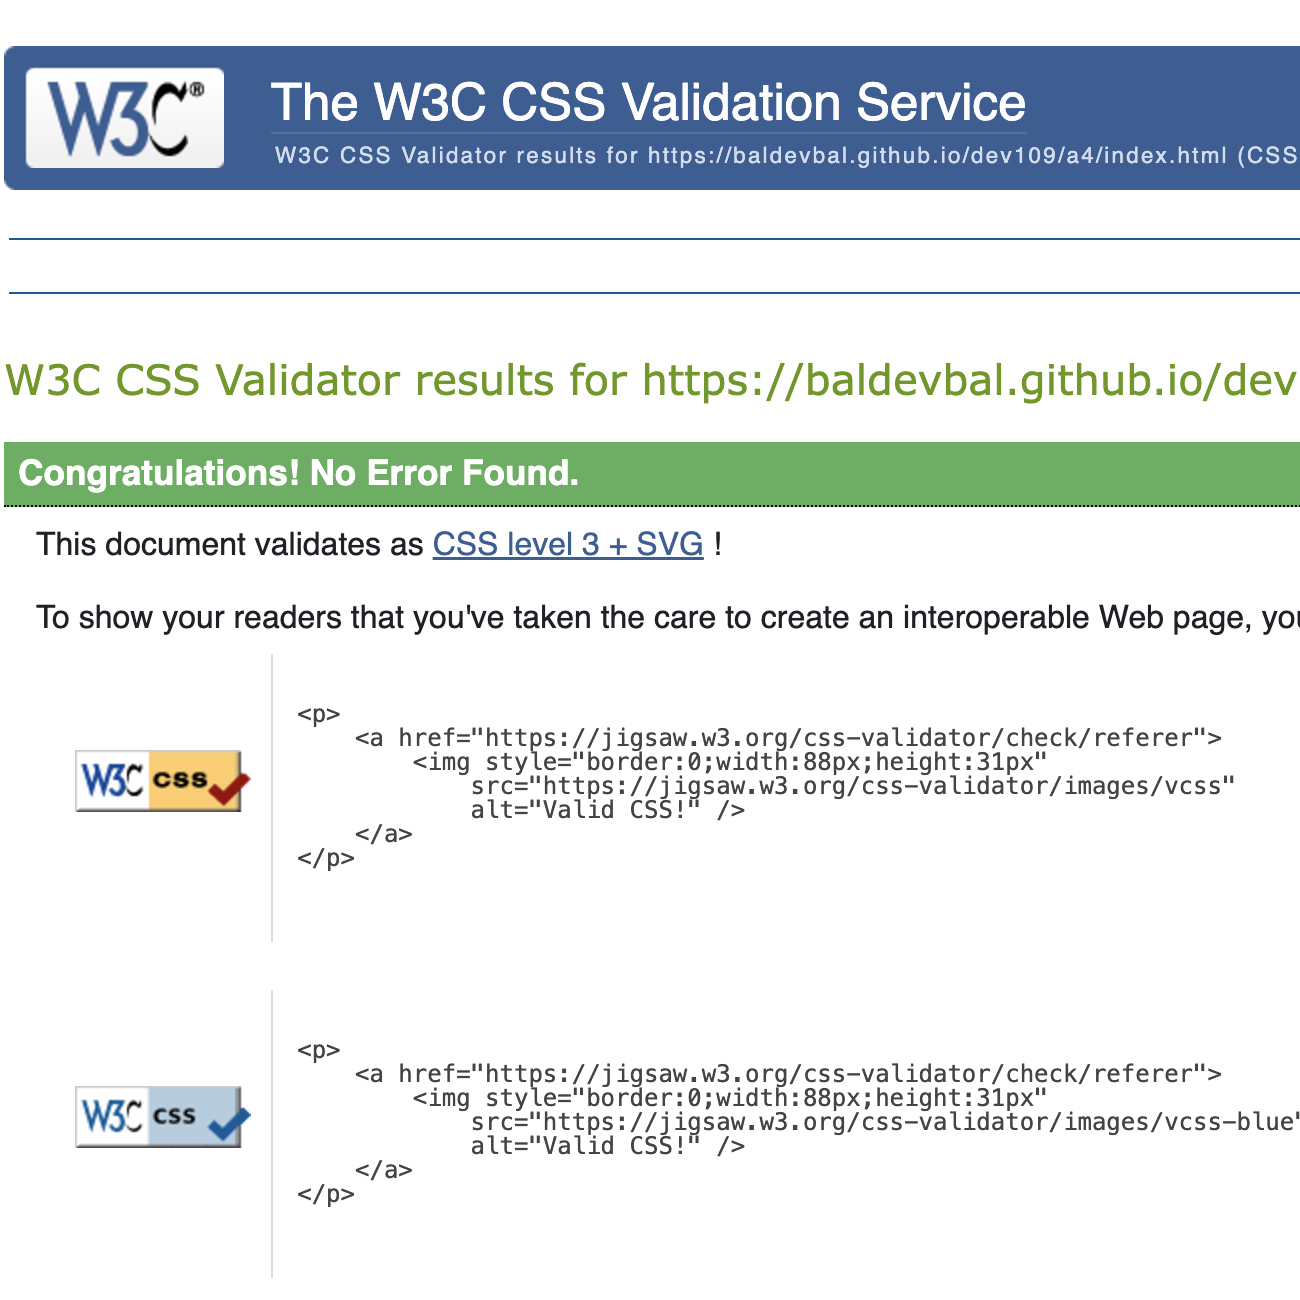 W3C®
The W3C CSS Validation Service
W3C CSS Validator results for https://baldevbal.github.io/dev109/a4/index.html (CSS
W3C CSS Validator results for https://baldevbal.github.io/dev
Congratulations! No Error Found.
This document validates as CSS level 3 + SVG !
To show your readers that you've taken the care to create an interoperable Web page, you
W3C css
<p>
<a href="https://jigsaw.w3.org/css-validator/check/referer">
<img style="border:0;width:88px;height:31px"
src="https://jigsaw.w3.org/css-validator/images/vcss"
alt="Valid CSS!" />
</a>
</p>
W3C css
<p>
<a href="https://jigsaw.w3.org/css-validator/check/referer">
<img style="border:0;width:88px;height:31px"
src="https://jigsaw.w3.org/css-validator/images/vcss-blue"
alt="Valid CSS!" />
</a>
</p>